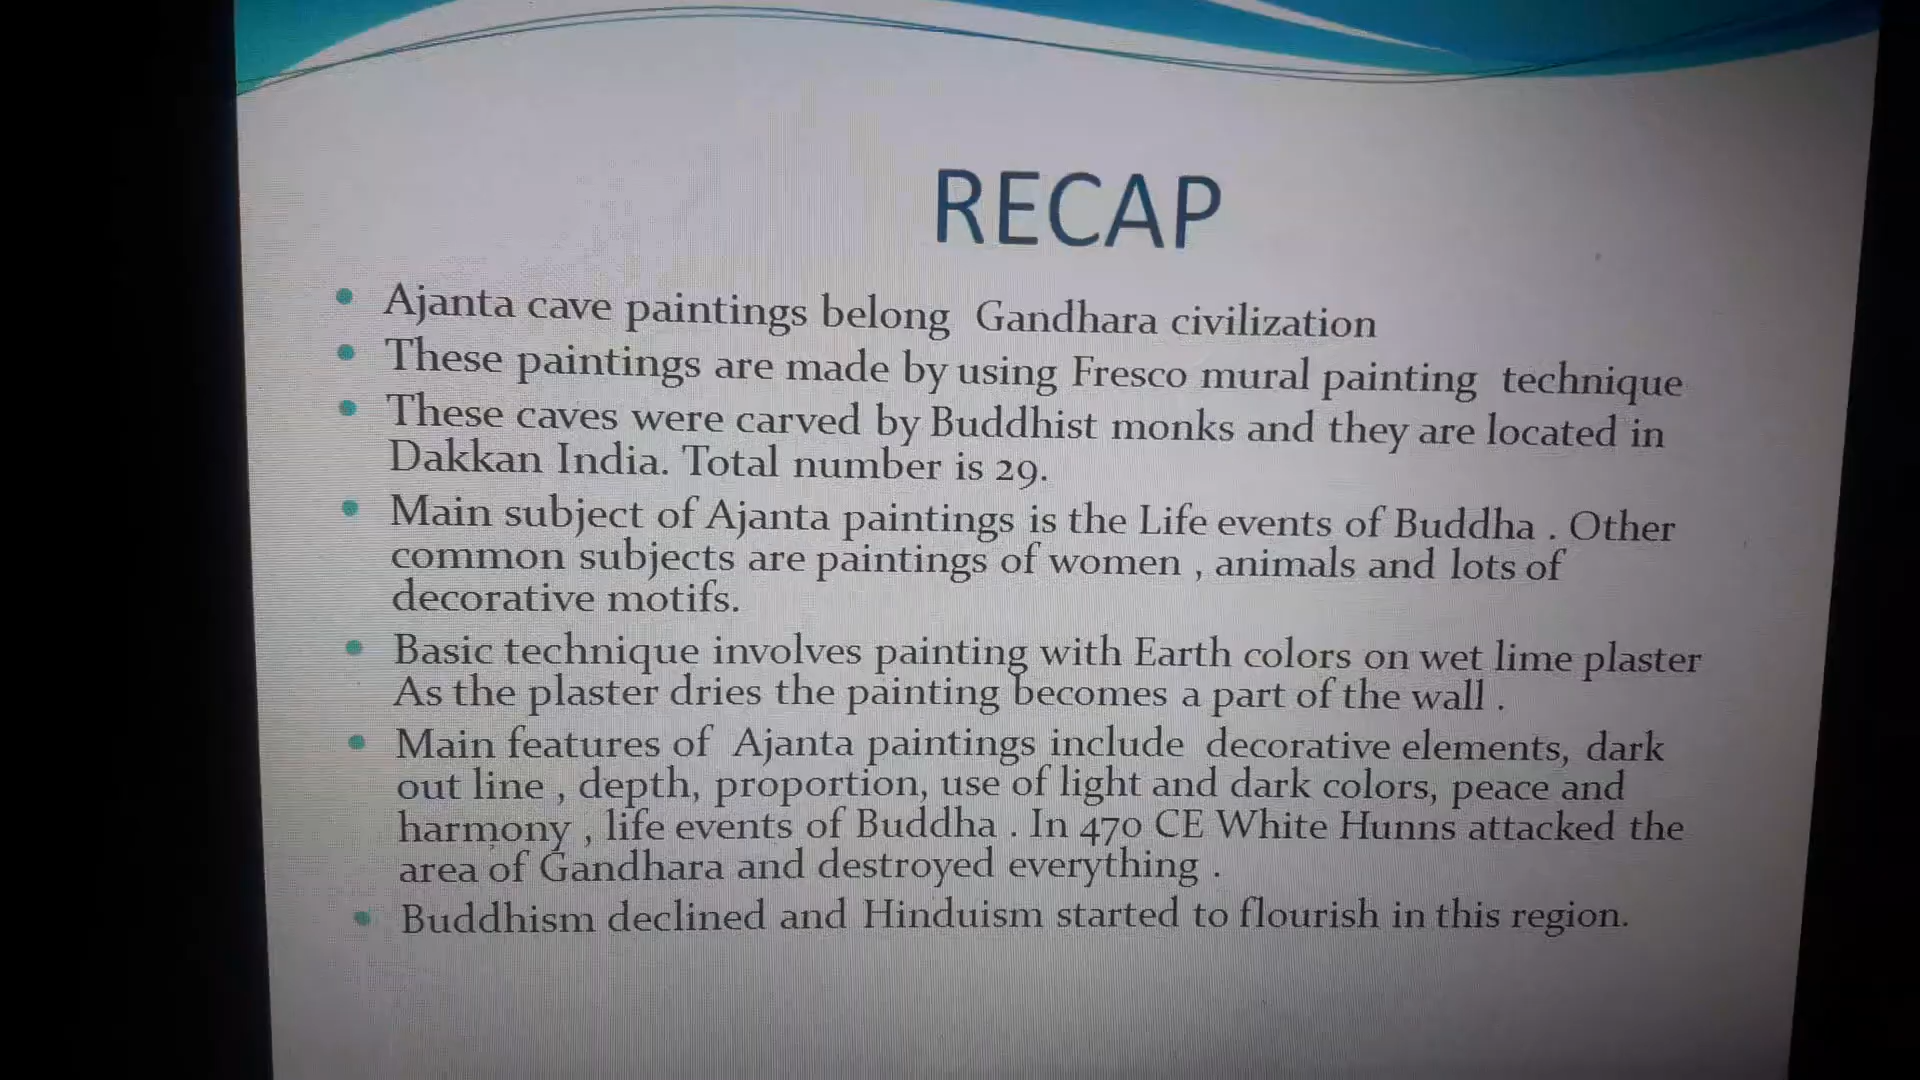 RECAP
Ajanta cave paintings belong Gandhara civilization
These paintings are made by using Fresco mural painting technique
These caves were carved by Buddhist monks and they are located in
Dakkan India. Total number is 29.
Main subject of Ajanta paintings is the Life events of Buddha . Other
common subjects are paintings of women , animals and lots of
decorative motifs.
Basic technique involves painting with Earth colors on wet lime plaster
As the plaster dries the painting becomes a part of the wall .
Main features of Ajanta paintings include decorative elements, dark
out line , depth, proportion, use of light and dark colors, peace and
harmony , life events of Buddha . In 470 CE White Hunns attacked the
area of Gandhara and destroyed everything .
Buddhism declined and Hinduism started to flourish in this region.